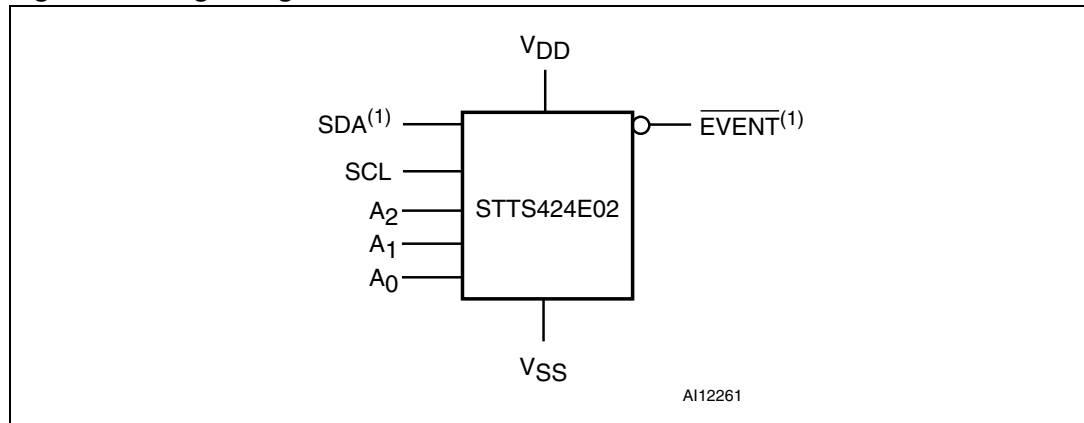 VDD
SDA(1)
EVENT(1)
SCL
A2
STTS424E02
A1
A0
VSS
AI12261